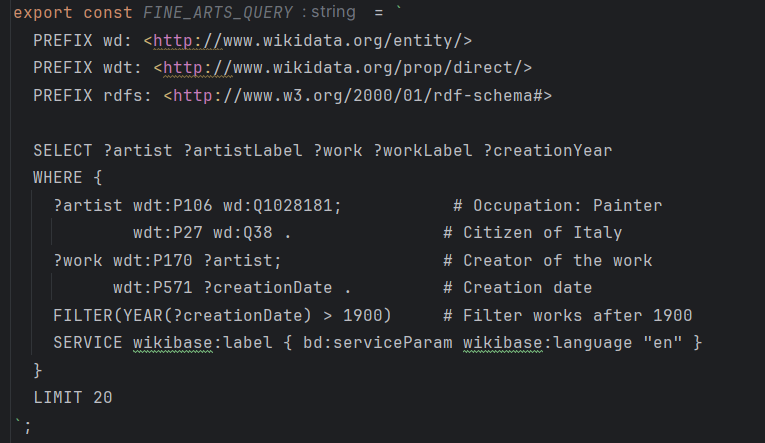 export const FINE_ARTS_QUERY : string = `
PREFIX wd: <http://www.wikidata.org/entity/>
PREFIX wdt: <http://www.wikidata.org/prop/direct/>
PREFIX rdfs: <http://www.w3.org/2000/01/rdf-schema#>
SELECT ?artist ?artistLabel ?work ?workLabel ?creationYear
WHERE {
?artist wdt:P106 wd:Q1028181; # Occupation: Painter
wdt:P27 wd:Q38 . # Citizen of Italy
?work wdt:P170 ?artist; # Creator of the work
wdt:P571 ?creationDate . # Creation date
FILTER(YEAR(?creationDate) > 1900) # Filter works after 1900
SERVICE wikibase:label { bd:serviceParam wikibase:language "en" }
}
LIMIT 20
`;